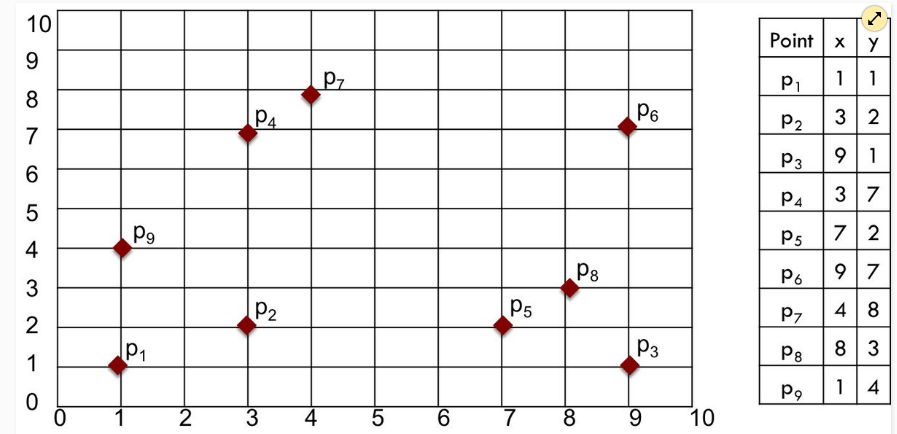 10
9
8
7
6
5
4
3
2
1
0
0 1 2 3 4 5 6 7 8 9 10
p7
p4
p6
p9
p8
p2
p5
p1
p3
Point x y
p1 1 1
p2 3 2
p3 9 1
p4 3 7
p5 7 2
p6 9 7
p7 4 8
p8 8 3
p9 1 4